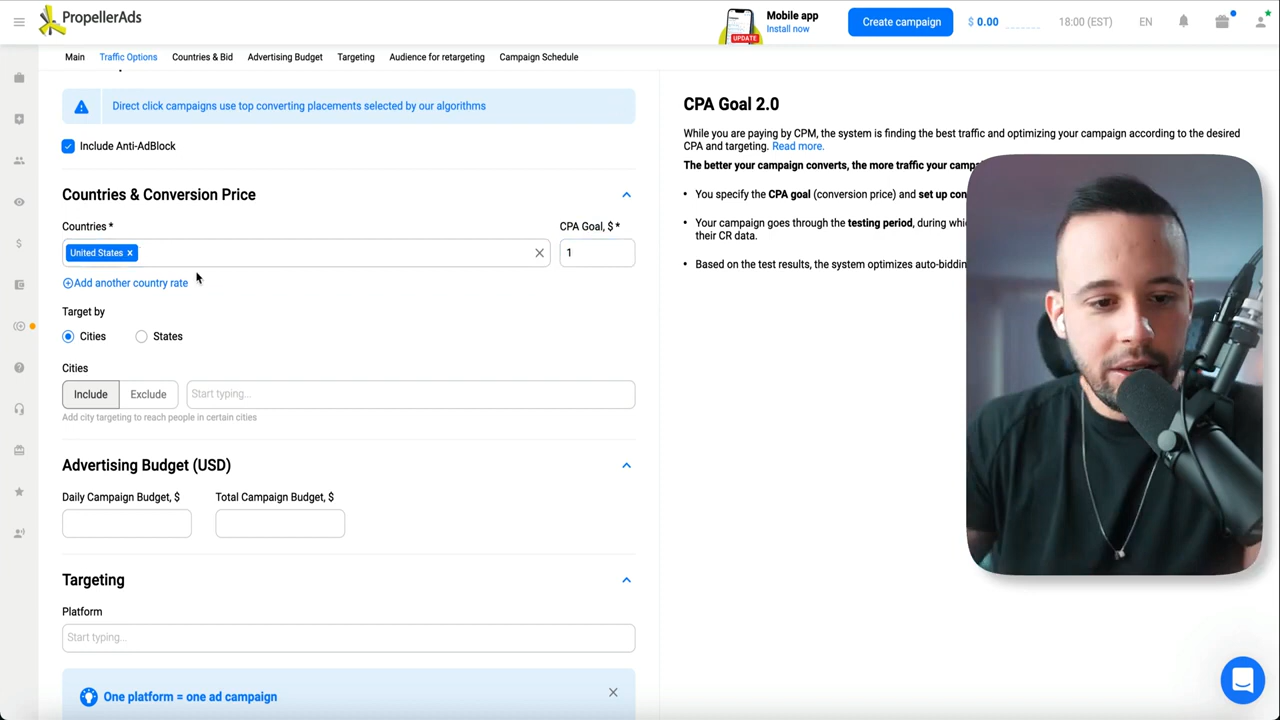 PropellerAds
UPDATE
Mobile app
Install now
Create campaign
$ 0.00
18:00 (EST)
EN
Main
Traffic Options
Countries & Bid
Advertising Budget
Targeting
Audience for retargeting
Campaign Schedule
Direct click campaigns use top converting placements selected by our algorithms
Include Anti-AdBlock
Countries & Conversion Price
Countries *
CPA Goal, $ *
United States ×
1
Add another country rate
Target by
Cities
States
Cities
Include
Exclude
Start typing...
Add city targeting to reach people in certain cities
Advertising Budget (USD)
Daily Campaign Budget, $
Total Campaign Budget, $
Targeting
Platform
Start typing...
One platform = one ad campaign
CPA Goal 2.0
While you are paying by CPM, the system is finding the best traffic and optimizing your campaign according to the desired
CPA and targeting. Read more.
The better your campaign converts, the more traffic your camp
• You specify the CPA goal (conversion price) and set up con
• Your campaign goes through the testing period, during whic
their CR data.
• Based on the test results, the system optimizes auto-biddin